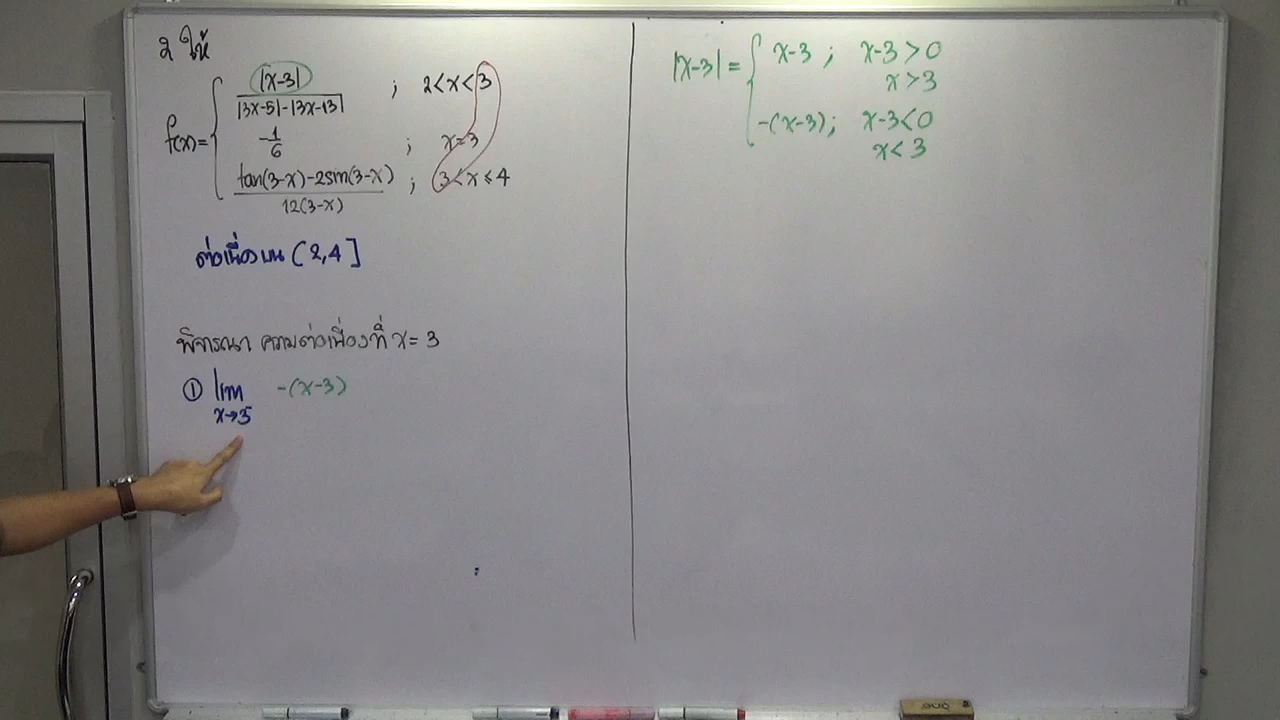 2 ให้
f(x)= { |x-3| / |3x-5|-|3x-13| ; 2<x<3
-1/6 ; x=3
tan(3-x)-2sin(3-x) / 12(3-x) ; 3<x≤4
ต่อเนื่องบน (2,4]
พิจารณา ความต่อเนื่องที่ x=3
① lim -(x-3)
x→3⁻
|x-3| = { x-3 ; x-3>0
x>3
-(x-3); x-3<0
x<3